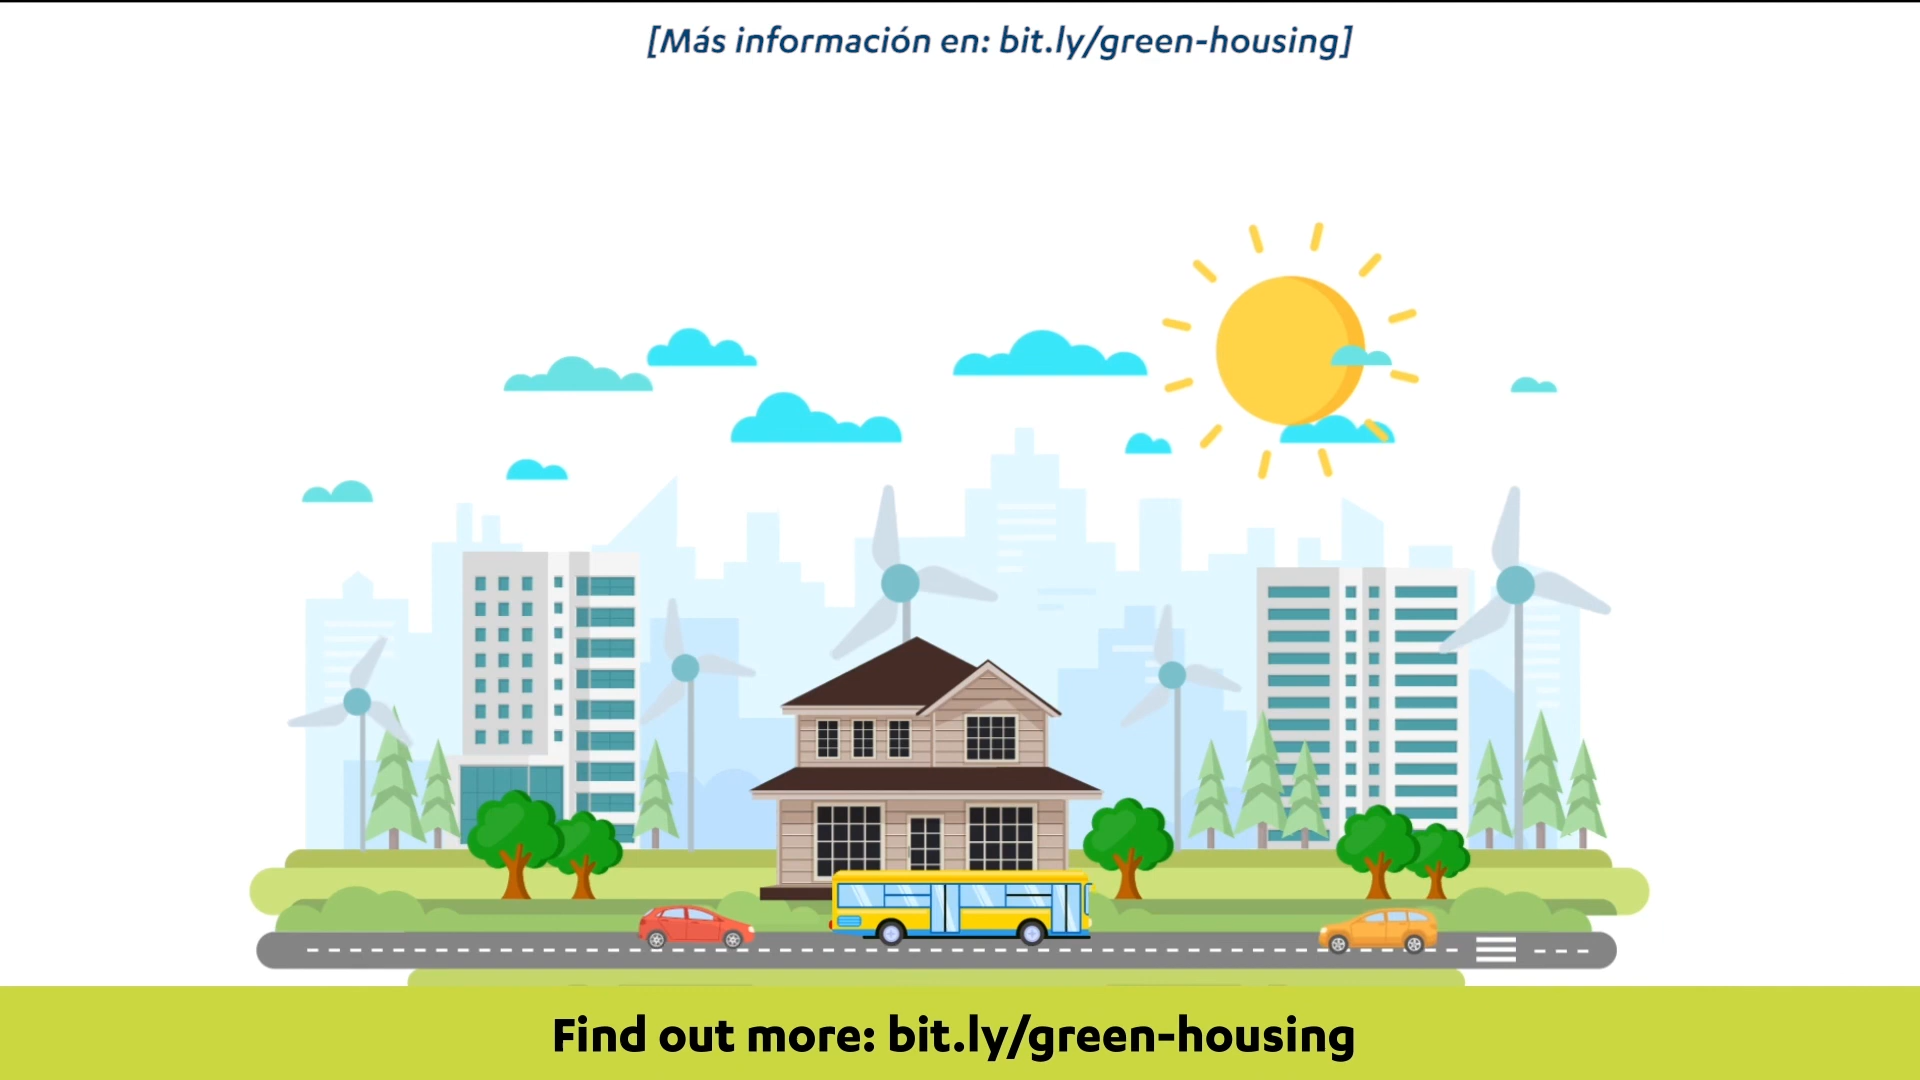 [Más información en: bit.ly/green-housing]
Find out more: bit.ly/green-housing